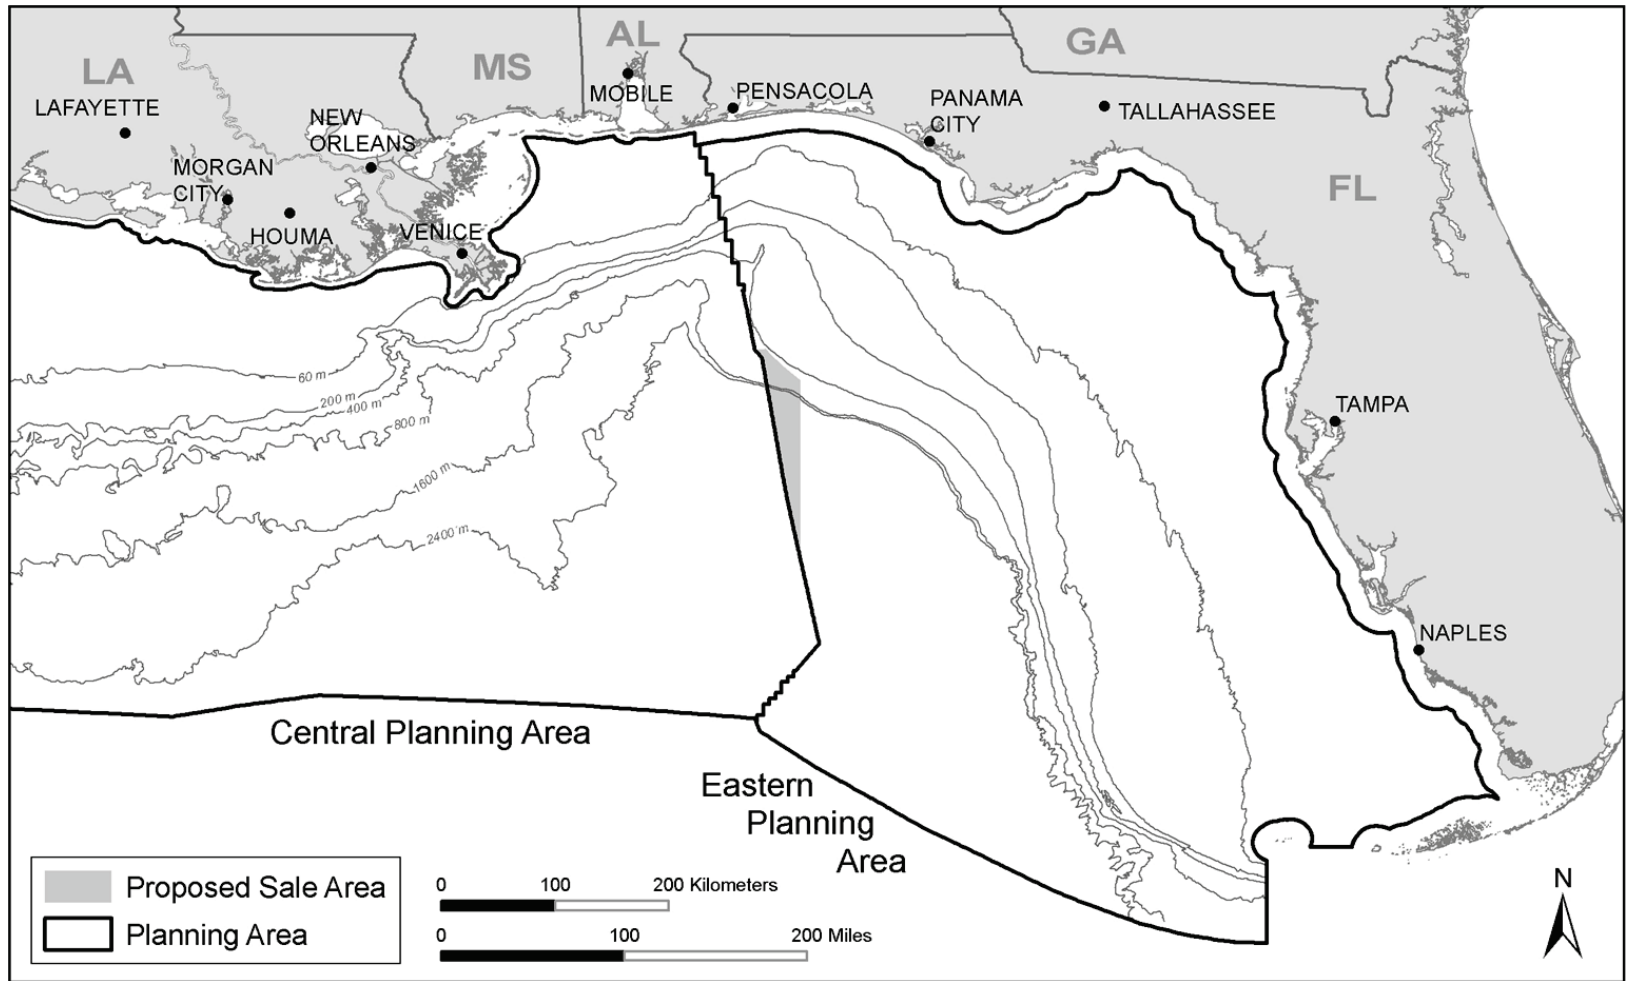 LA
MS
AL
GA
FL
LAFAYETTE
NEW
ORLEANS
MORGAN
CITY
HOUMA
VENICE
MOBILE
PENSACOLA
PANAMA
CITY
TALLAHASSEE
TAMPA
NAPLES
60 m
200 m
400 m
800 m
1600 m
2400 m
Central Planning Area
Eastern
Planning
Area
Proposed Sale Area
Planning Area
0 100 200 Kilometers
0 100 200 Miles
N